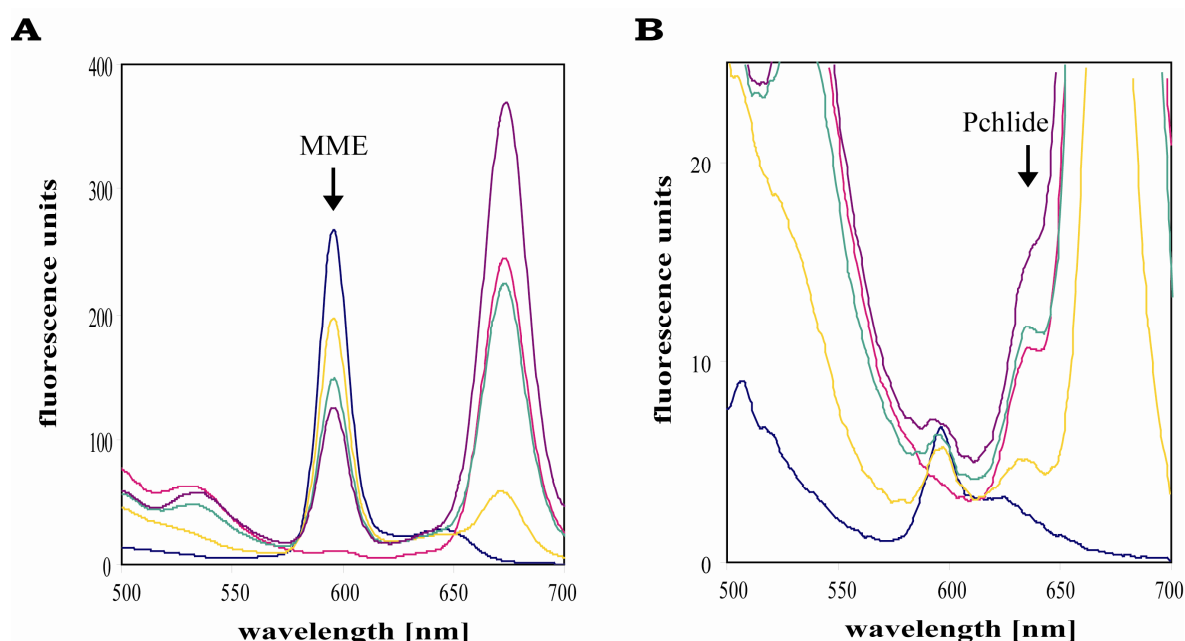 A
MME
fluorescence units
400
300
200
100
0
500 550 600 650 700
wavelength [nm]
B
Pchlide
fluorescence units
20
10
0
500 550 600 650 700
wavelength [nm]